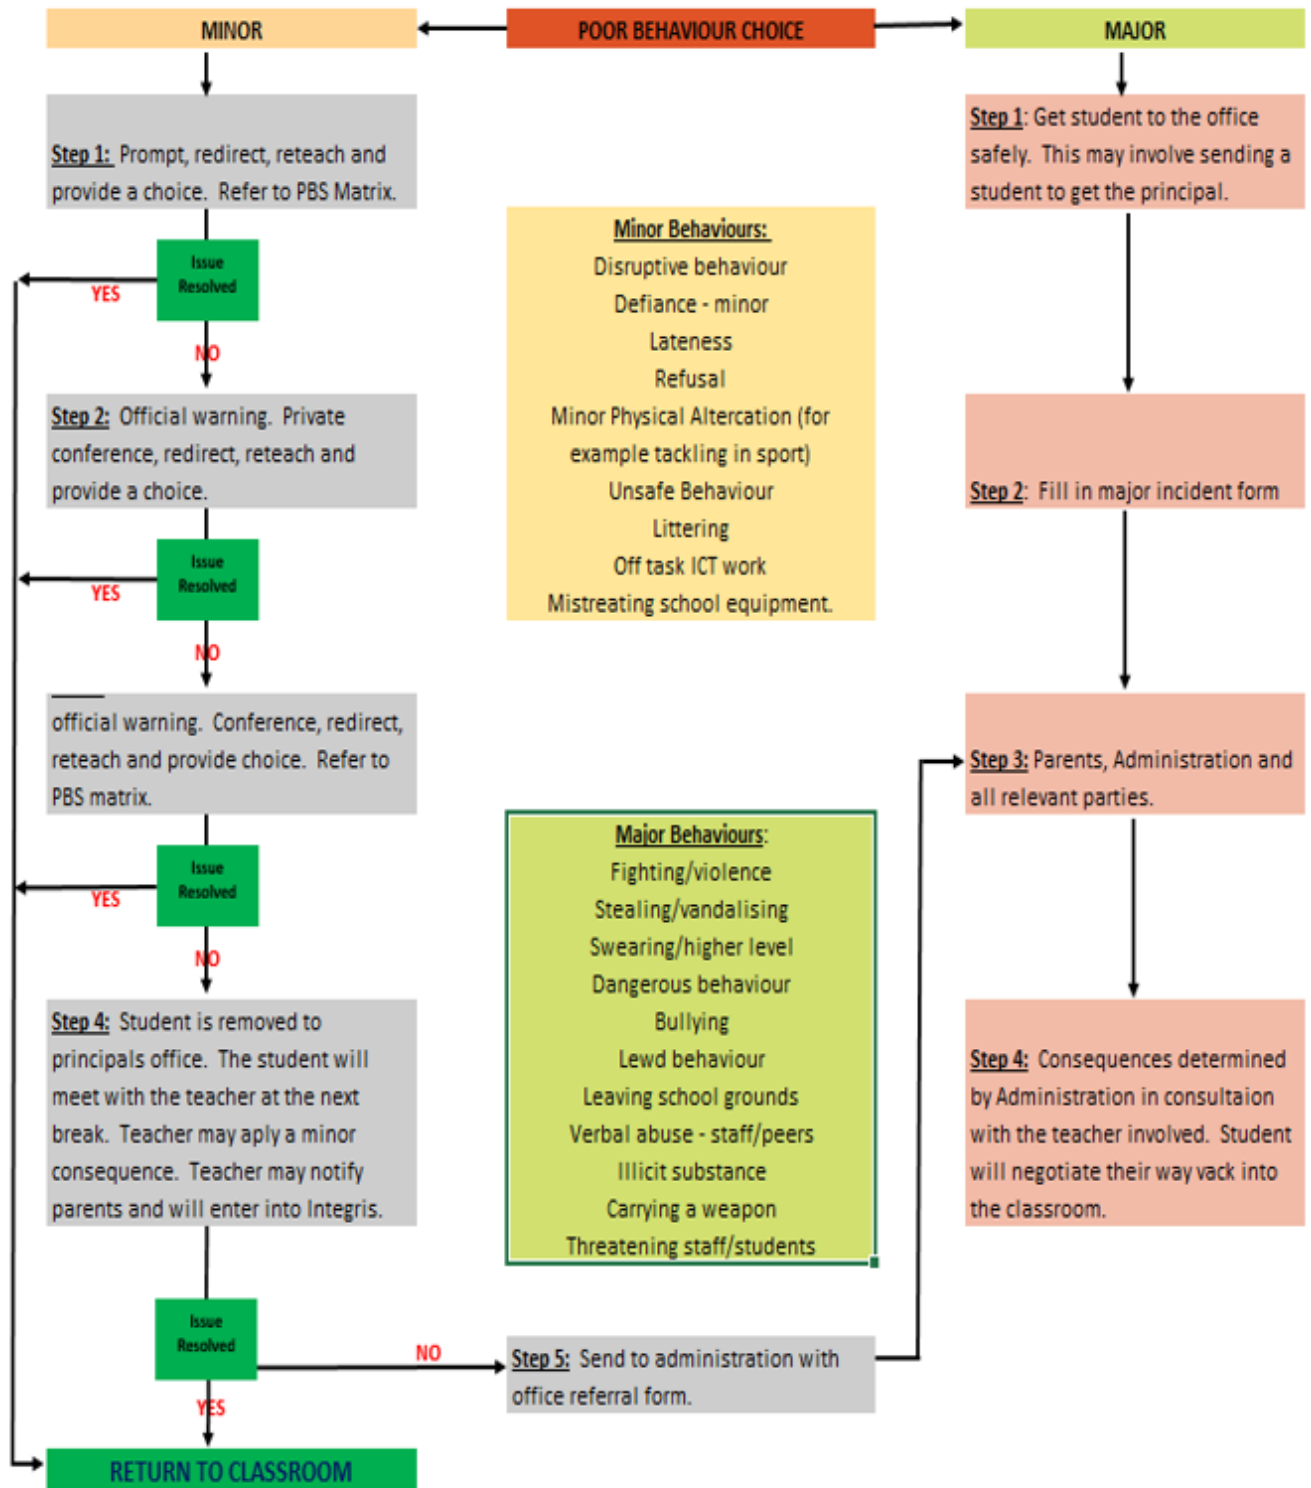 MINOR
POOR BEHAVIOUR CHOICE
MAJOR
Step 1: Prompt, redirect, reteach and
provide a choice. Refer to PBS Matrix.
Issue
Resolved
YES
NO
Step 2: Official warning. Private
conference, redirect, reteach and
provide a choice.
Issue
Resolved
YES
NO
official warning. Conference, redirect,
reteach and provide choice. Refer to
PBS matrix.
Issue
Resolved
YES
NO
Step 4: Student is removed to
principals office. The student will
meet with the teacher at the next
break. Teacher may aply a minor
consequence. Teacher may notify
parents and will enter into Integris.
Issue
Resolved
NO
YES
RETURN TO CLASSROOM
Minor Behaviours:
Disruptive behaviour
Defiance - minor
Lateness
Refusal
Minor Physical Altercation (for
example tackling in sport)
Unsafe Behaviour
Littering
Off task ICT work
Mistreating school equipment.
Major Behaviours:
Fighting/violence
Stealing/vandalising
Swearing/higher level
Dangerous behaviour
Bullying
Lewd behaviour
Leaving school grounds
Verbal abuse - staff/peers
Illicit substance
Carrying a weapon
Threatening staff/students
Step 5: Send to administration with
office referral form.
Step 1: Get student to the office
safely. This may involve sending a
student to get the principal.
Step 2: Fill in major incident form
Step 3: Parents, Administration and
all relevant parties.
Step 4: Consequences determined
by Administration in consultaion
with the teacher involved. Student
will negotiate their way vack into
the classroom.